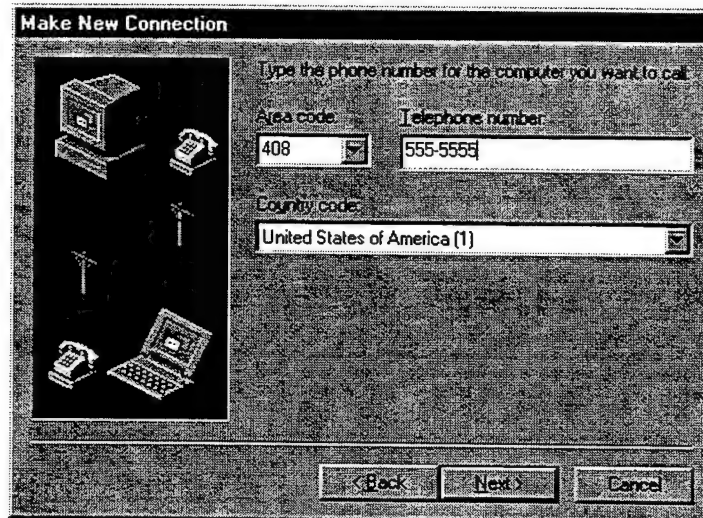 Make New Connection
Type the phone number for the computer you want to call:
Area code: Telephone number:
408 555-5555
Country code:
United States of America (1)
< Back Next > Cancel